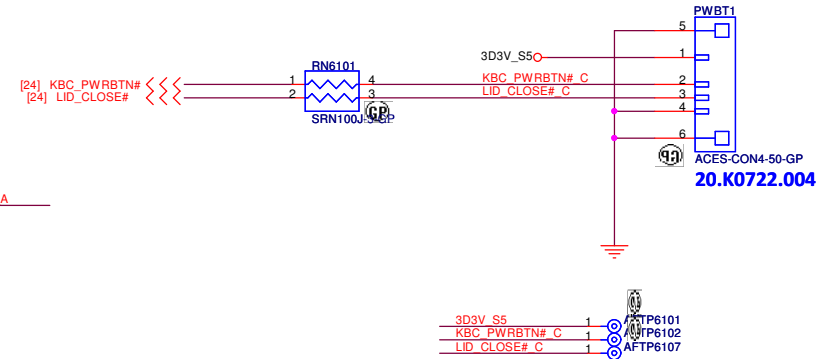 PWBT1
5
3D3V_S5 1
RN6101
[24] KBC_PWRBTN# 1 4 KBC_PWRBTN#_C 2
[24] LID_CLOSE# 2 3 LID_CLOSE#_C 3
4
GP
SRN100J-3-GP
6
GP
ACES-CON4-50-GP
20.K0722.004
A
3D3V_S5 1 AFTP6101
KBC_PWRBTN#_C 1 AFTP6102
LID_CLOSE#_C 1 AFTP6107